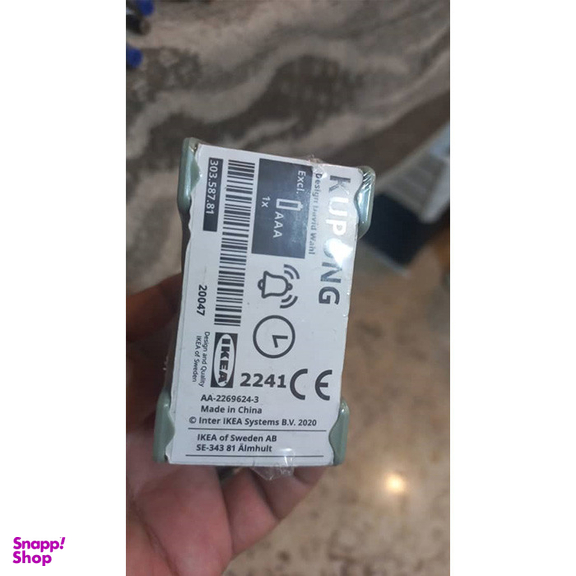 KUPONG
Design David Wahl
Excl.
AAA
1x
303.587.81
20047
Design and Quality
IKEA of Sweden
IKEA
2241
CE
AA-2269624-3
Made in China
© Inter IKEA Systems B.V. 2020
IKEA of Sweden AB
SE-343 81 Älmhult
Snapp!
Shop